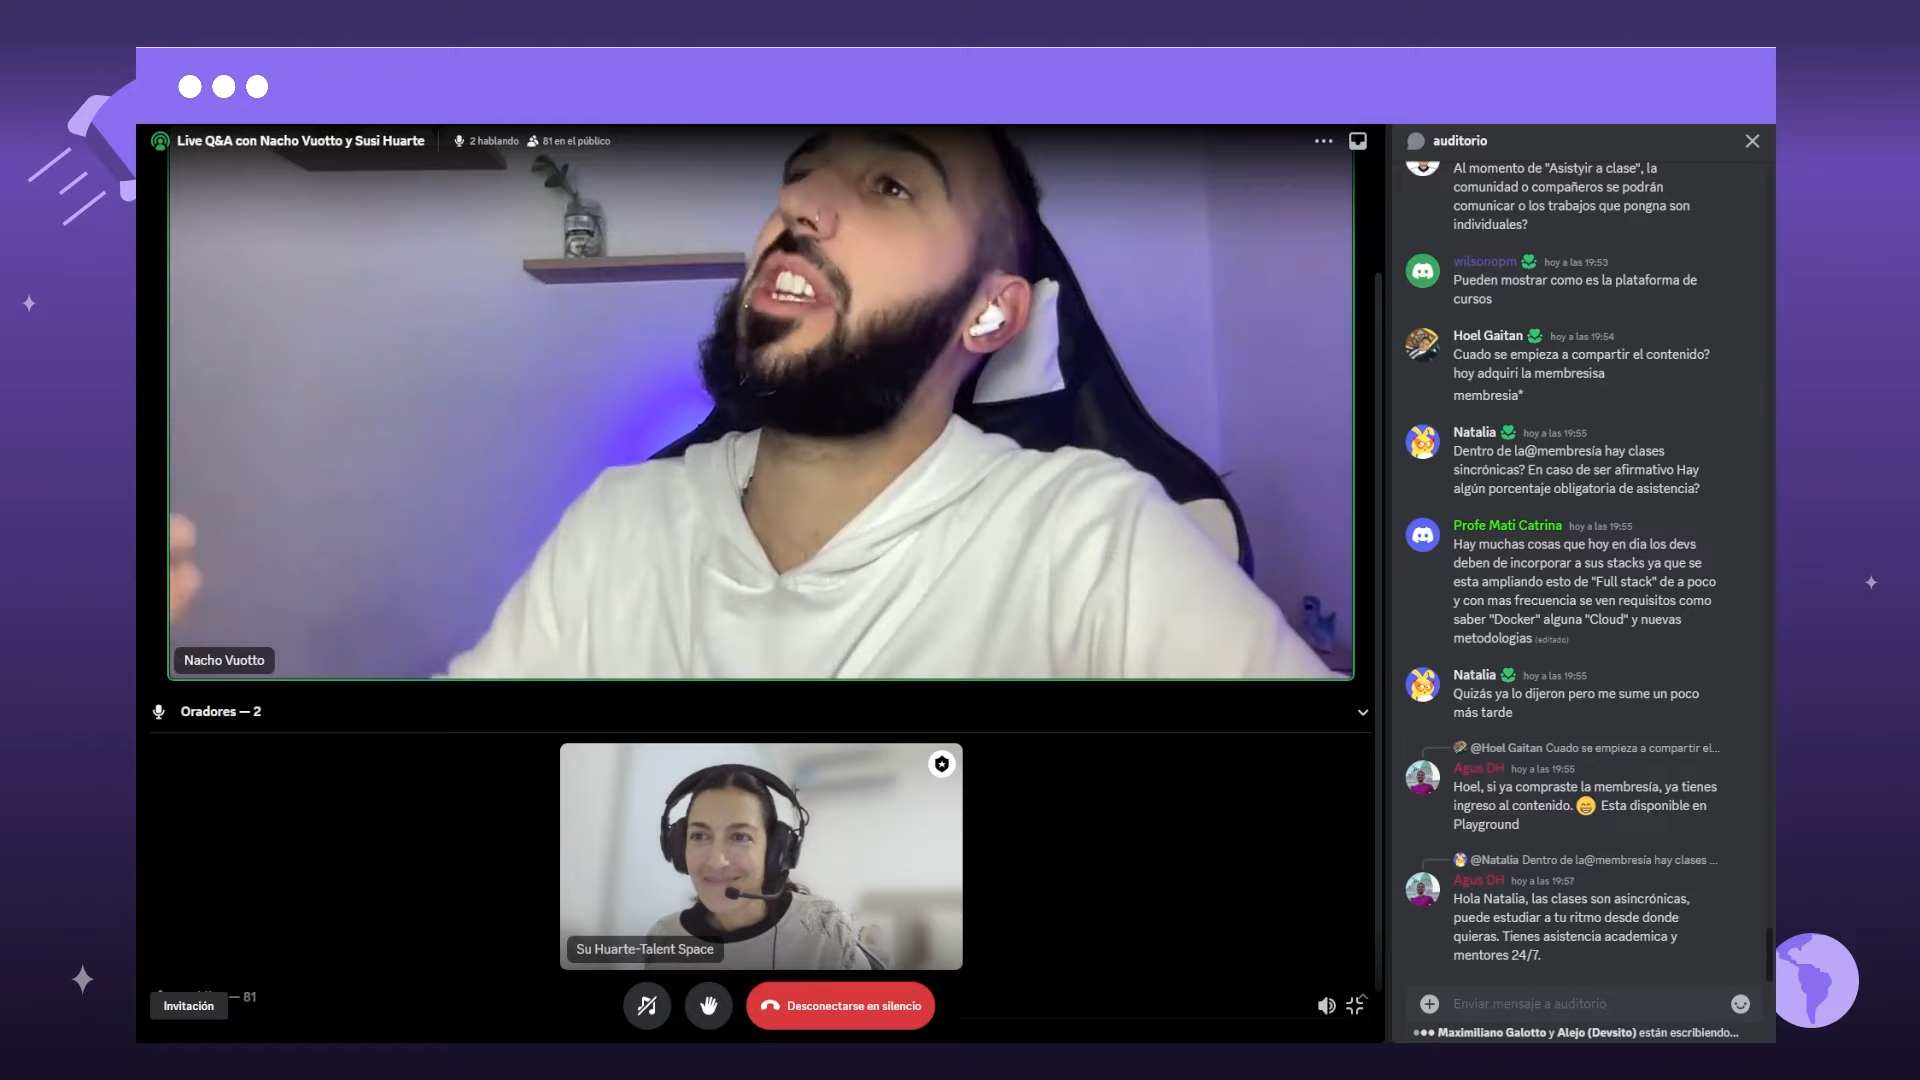 Live Q&A con Nacho Vuotto y Susi Huarte
2 hablando
81 en el público
Nacho Vuotto
Oradores — 2
Su Huarte-Talent Space
— 81
Invitación
Desconectarse en silencio
auditorio
Al momento de "Asistyir a clase", la
comunidad o compañeros se podrán
comunicar o los trabajos que pongna son
individuales?
wilsonopm hoy a las 19:53
Pueden mostrar como es la plataforma de
cursos
Hoel Gaitan hoy a las 19:54
Cuado se empieza a compartir el contenido?
hoy adquiri la membresisa
membresia*
Natalia hoy a las 19:55
Dentro de la@membresía hay clases
sincrónicas? En caso de ser afirmativo Hay
algún porcentaje obligatoria de asistencia?
Profe Mati Catrina hoy a las 19:55
Hay muchas cosas que hoy en dia los devs
deben de incorporar a sus stacks ya que se
esta ampliando esto de "Full stack" de a poco
y con mas frecuencia se ven requisitos como
saber "Docker" alguna "Cloud" y nuevas
metodologias (editado)
Natalia hoy a las 19:55
Quizás ya lo dijeron pero me sume un poco
más tarde
@Hoel Gaitan Cuado se empieza a compartir el...
Agus DH hoy a las 19:55
Hoel, si ya compraste la membresía, ya tienes
ingreso al contenido. 😄 Esta disponible en
Playground
@Natalia Dentro de la@membresía hay clases ...
Agus DH hoy a las 19:57
Hola Natalia, las clases son asincrónicas,
puede estudiar a tu ritmo desde donde
quieras. Tienes asistencia academica y
mentores 24/7.
Enviar mensaje a auditorio
Maximiliano Galotto y Alejo (Devsito) están escribiendo...